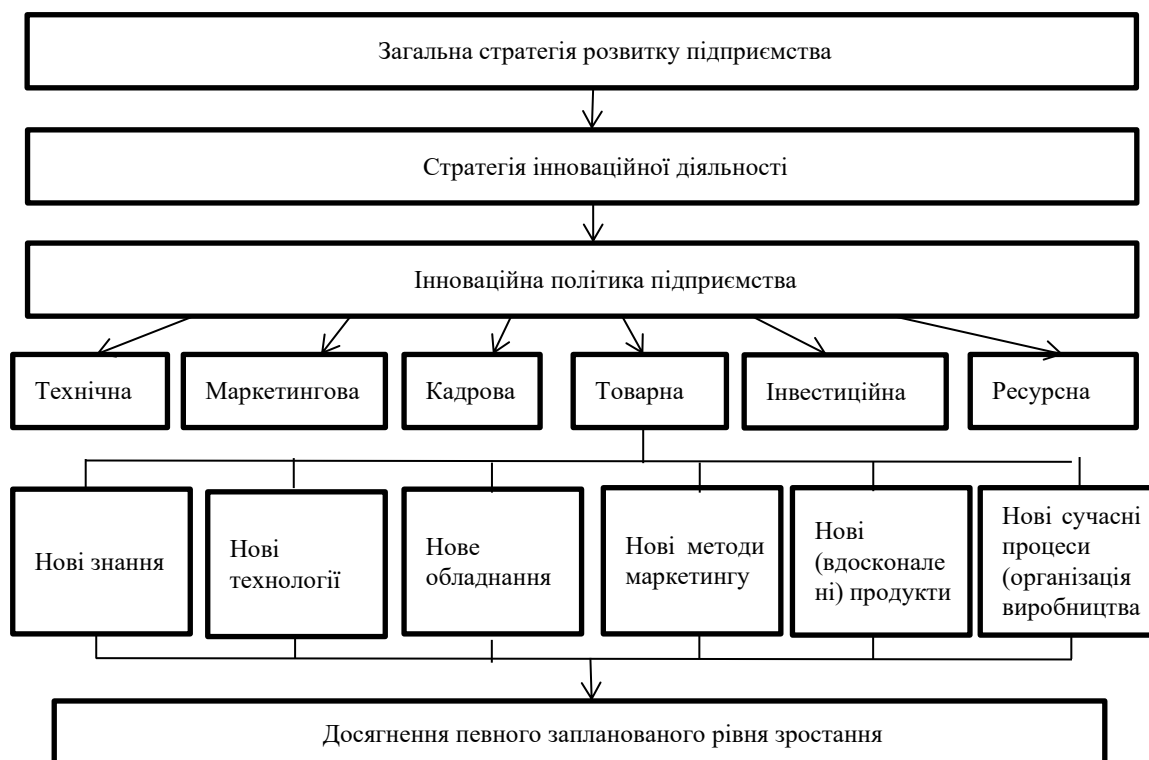 Загальна стратегія розвитку підприємства
Стратегія інноваційної діяльності
Інноваційна політика підприємства
Технічна
Маркетингова
Кадрова
Товарна
Інвестиційна
Ресурсна
Нові знання
Нові
технології
Нове
обладнання
Нові методи
маркетингу
Нові
(вдосконале
ні) продукти
Нові сучасні
процеси
(організація
виробництва
Досягнення певного запланованого рівня зростання